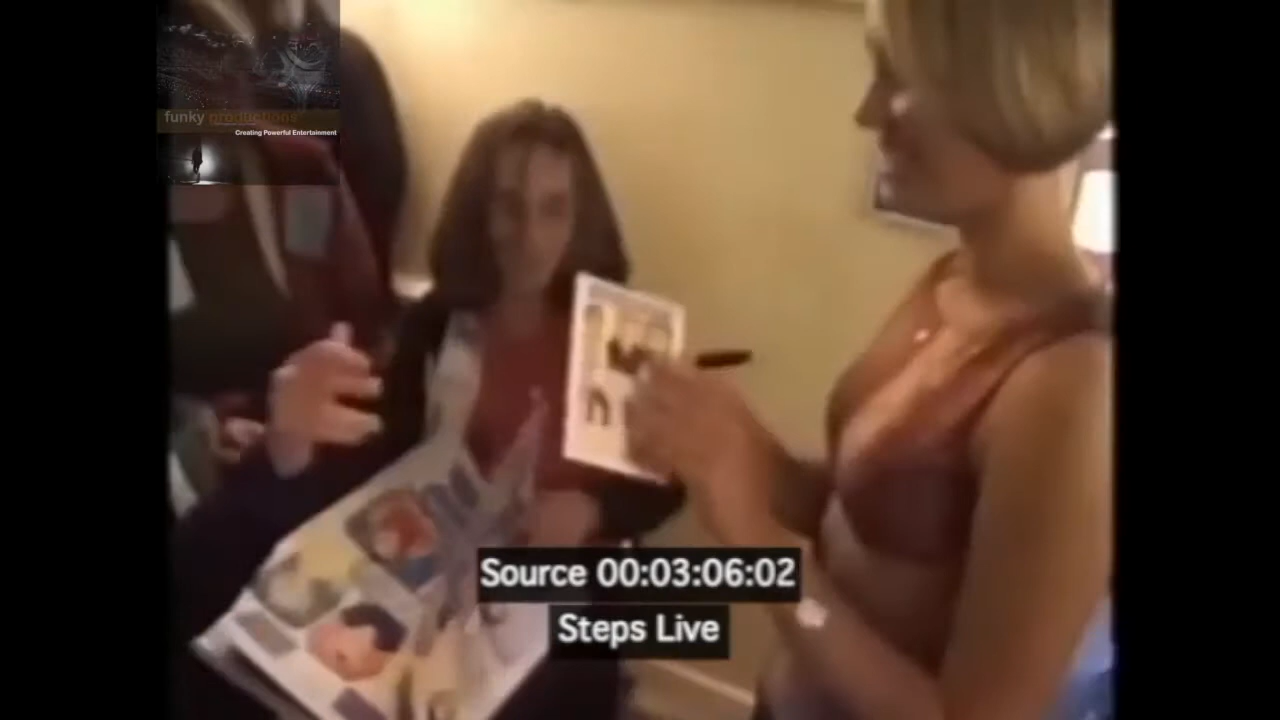 funky productions
Creating Powerful Entertainment
Source 00:03:06:02
Steps Live